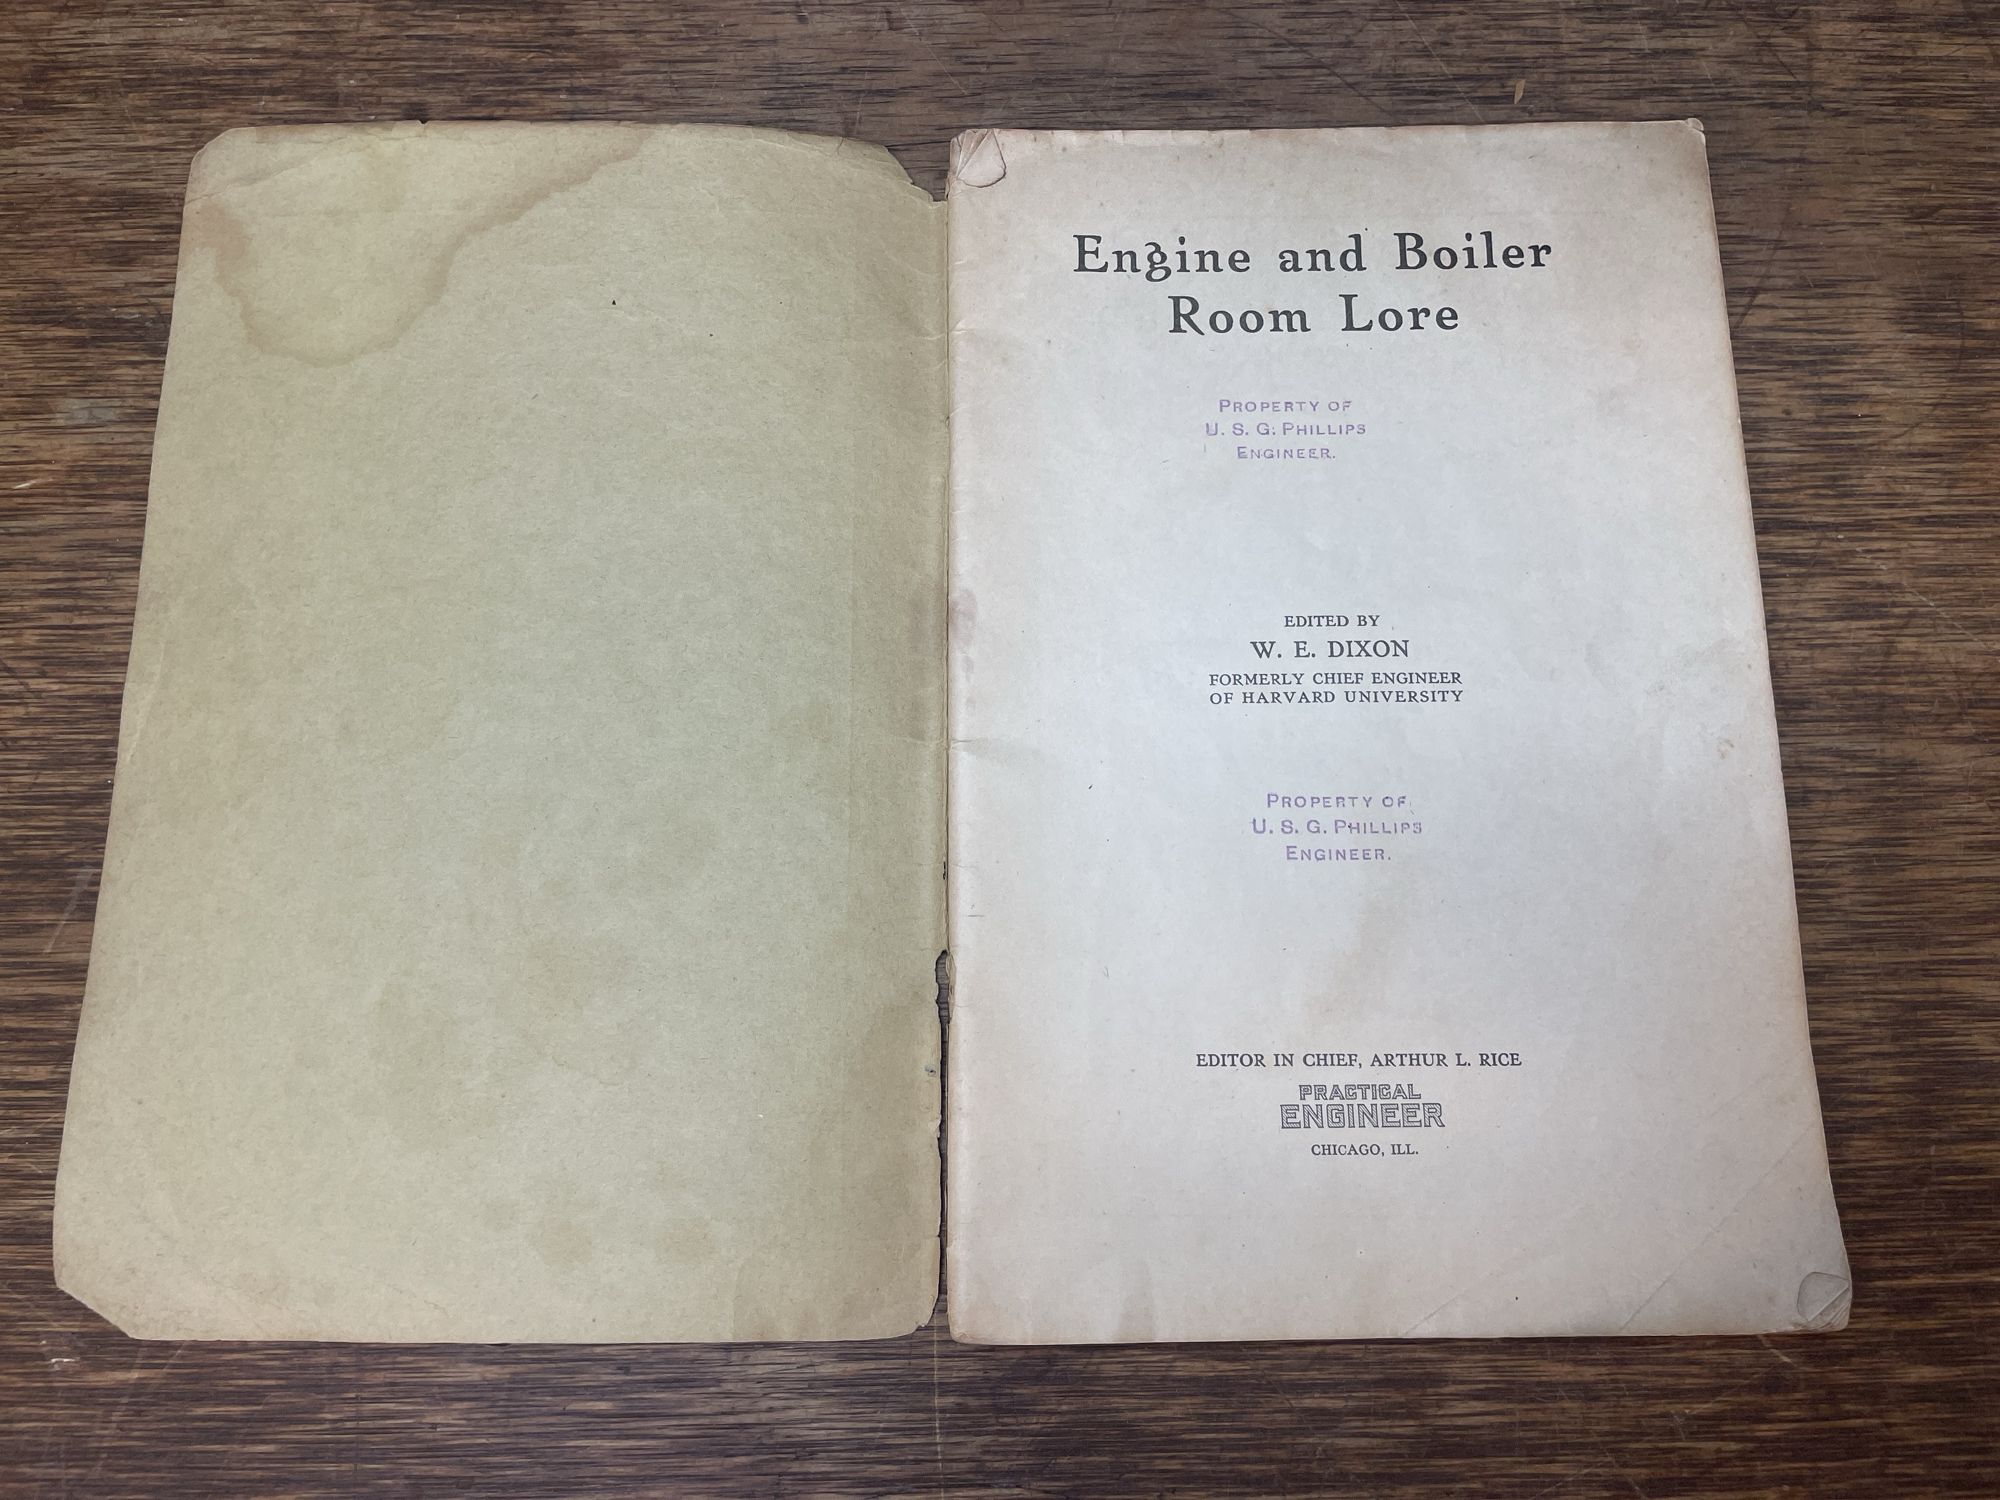 Engine and Boiler
Room Lore
PROPERTY OF
U. S. G. PHILLIPS
ENGINEER.
EDITED BY
W. E. DIXON
FORMERLY CHIEF ENGINEER
OF HARVARD UNIVERSITY
PROPERTY OF
U. S. G. PHILLIPS
ENGINEER.
EDITOR IN CHIEF, ARTHUR L. RICE
PRACTICAL
ENGINEER
CHICAGO, ILL.